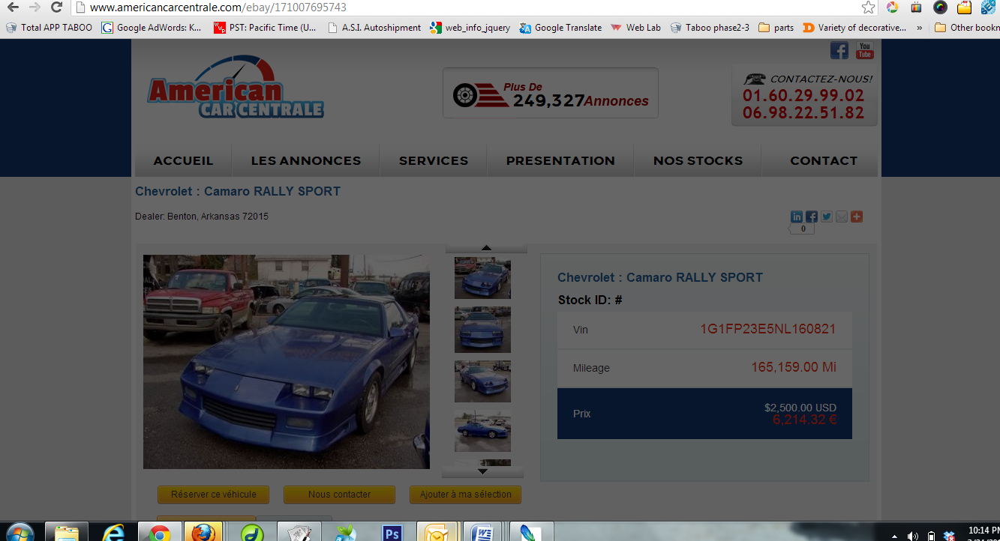 www.americancarcentrale.com/ebay/171007695743
Total APP TABOO
Google AdWords: K...
PST: Pacific Time (U...
A.S.I. Autoshipment
web_info_jquery
Google Translate
Web Lab
Taboo phase2-3
parts
Variety of decorative...
»
Other bookn
You
Tube
American
CAR CENTRALE
Plus De
249,327 Annonces
CONTACTEZ-NOUS!
01.60.29.99.02
06.98.22.51.82
ACCUEIL
LES ANNONCES
SERVICES
PRESENTATION
NOS STOCKS
CONTACT
Chevrolet : Camaro RALLY SPORT
Dealer: Benton, Arkansas 72015
in
0
Chevrolet : Camaro RALLY SPORT
Stock ID: #
Vin
1G1FP23E5NL160821
Mileage
165,159.00 Mi
Prix
$2,500.00 USD
6,214.32 €
Réserver ce véhicule
Nous contacter
Ajouter à ma sélection
Ps
10:14 PM